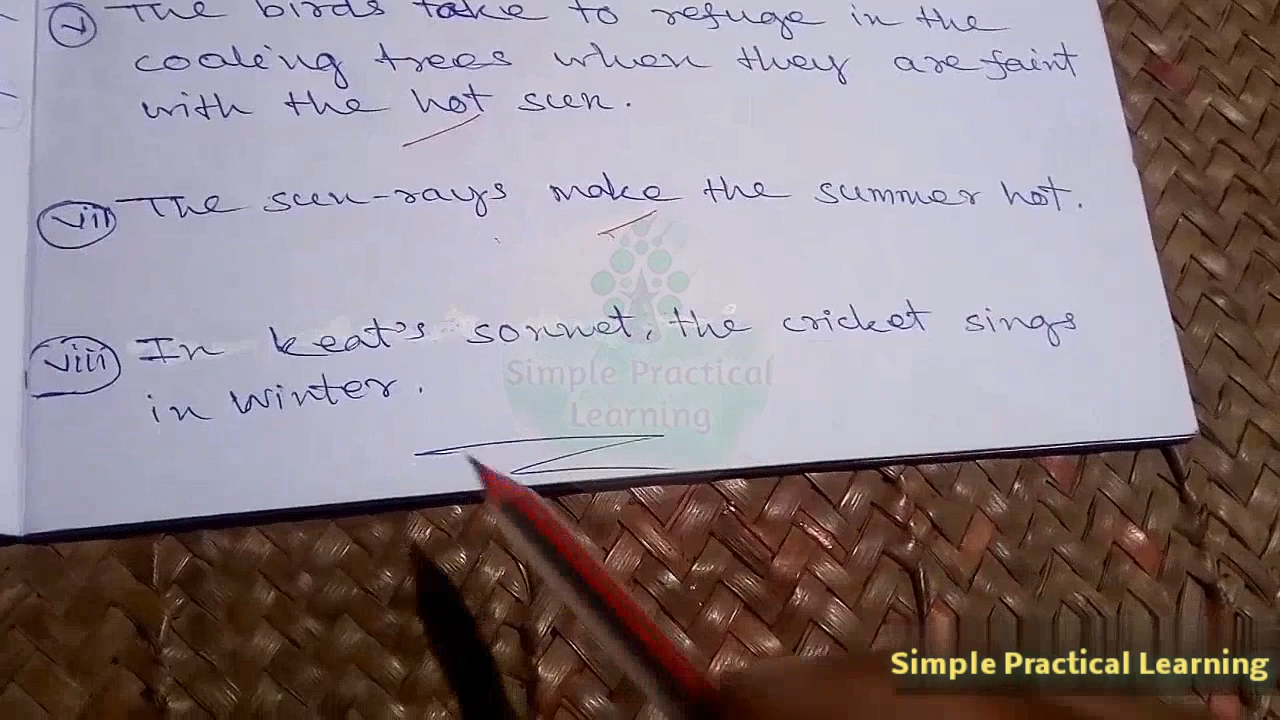 (v) The birds take to refuge in the
cooling trees when they are faint
with the hot sun.
(vii) The sun-rays make the summer hot.
(viii) In keat's sonnet, the cricket sings
in winter.
Simple Practical
Learning
Simple Practical Learning